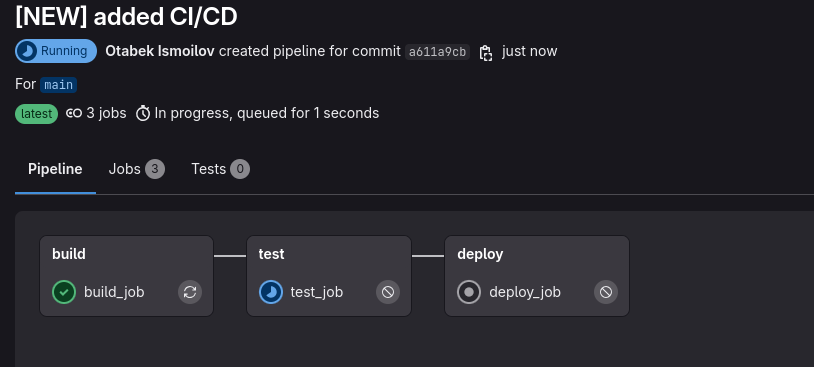 [NEW] added CI/CD
Running Otabek Ismoilov created pipeline for commit a611a9cb just now
For main
latest 3 jobs In progress, queued for 1 seconds
Pipeline Jobs 3 Tests 0
build test deploy
build_job test_job deploy_job